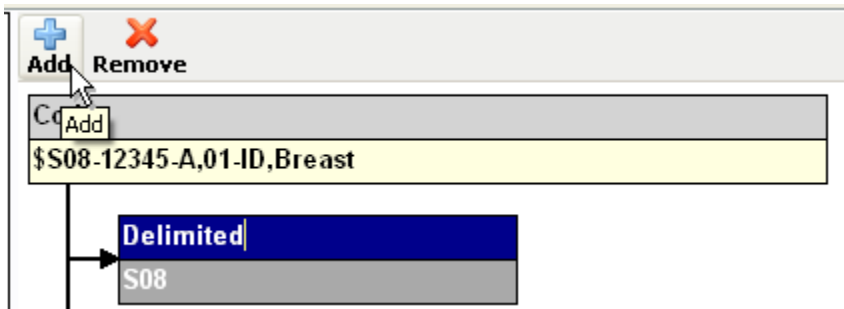 Add Remove
Add
$S08-12345-A,01-ID,Breast
Delimited
S08